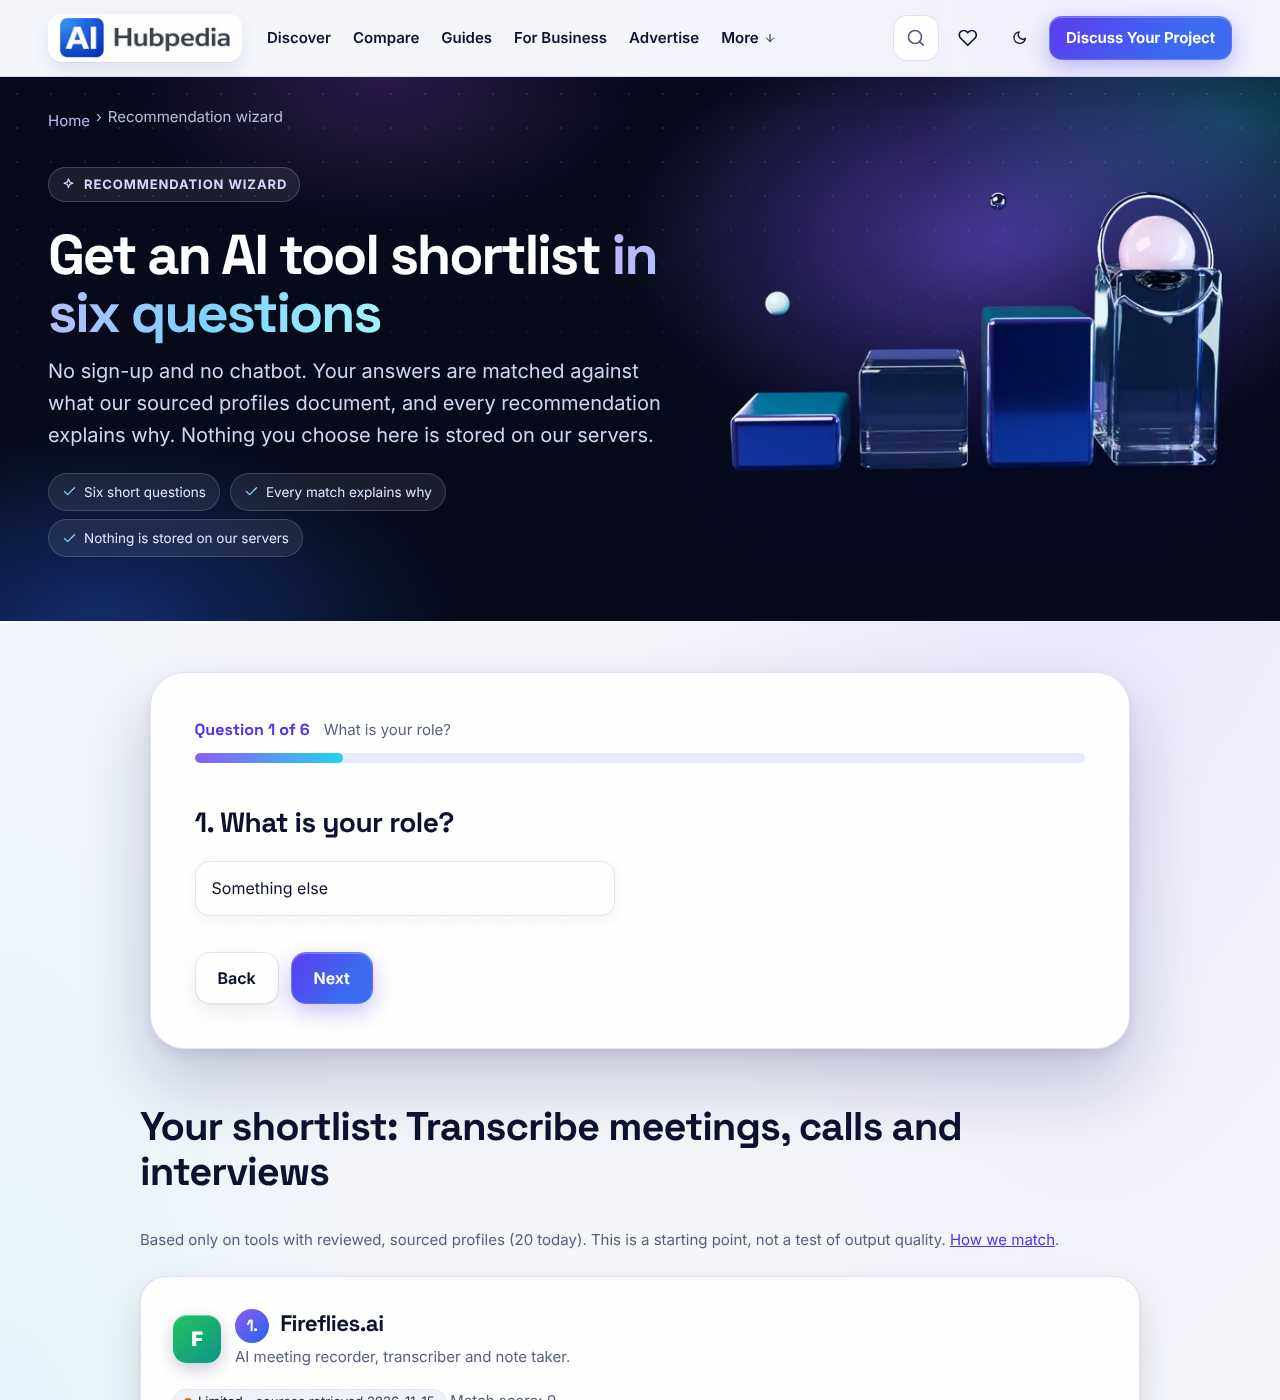 AI Hubpedia
Discover Compare Guides For Business Advertise More ↓
Discuss Your Project
Home › Recommendation wizard
RECOMMENDATION WIZARD
Get an AI tool shortlist in
six questions
No sign-up and no chatbot. Your answers are matched against
what our sourced profiles document, and every recommendation
explains why. Nothing you choose here is stored on our servers.
Six short questions
Every match explains why
Nothing is stored on our servers
Question 1 of 6 What is your role?
1. What is your role?
Something else
Back
Next
Your shortlist: Transcribe meetings, calls and
interviews
Based only on tools with reviewed, sourced profiles (20 today). This is a starting point, not a test of output quality. How we match.
F
1. Fireflies.ai
AI meeting recorder, transcriber and note taker.